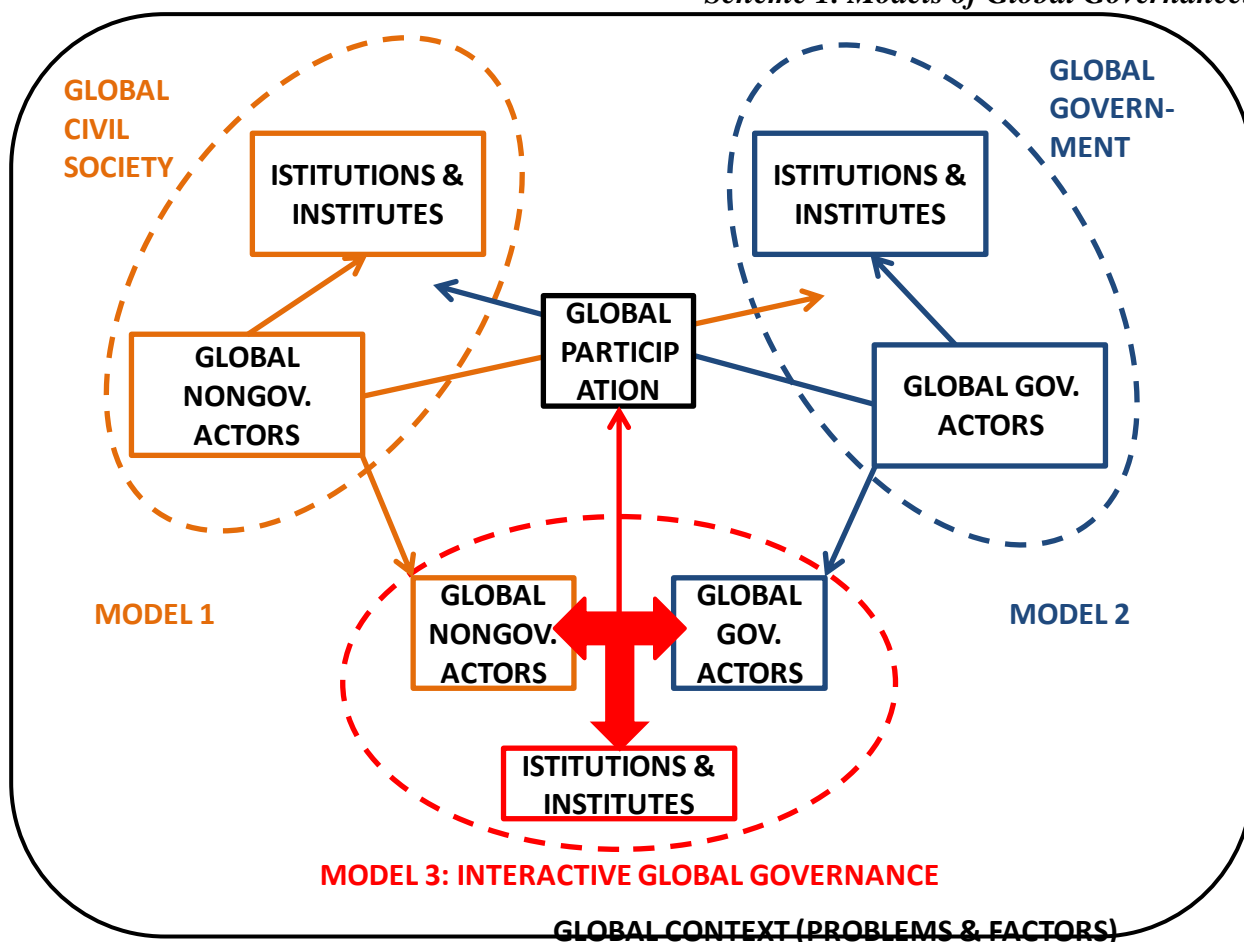 Scheme 1. Models of Global Governance.
GLOBAL
CIVIL
SOCIETY
GLOBAL
GOVERN-
MENT
ISTITUTIONS &
INSTITUTES
ISTITUTIONS &
INSTITUTES
GLOBAL
PARTICIP
ATION
GLOBAL
NONGOV.
ACTORS
GLOBAL GOV.
ACTORS
MODEL 1
GLOBAL
NONGOV.
ACTORS
GLOBAL
GOV.
ACTORS
MODEL 2
ISTITUTIONS &
INSTITUTES
MODEL 3: INTERACTIVE GLOBAL GOVERNANCE
GLOBAL CONTEXT (PROBLEMS & FACTORS)